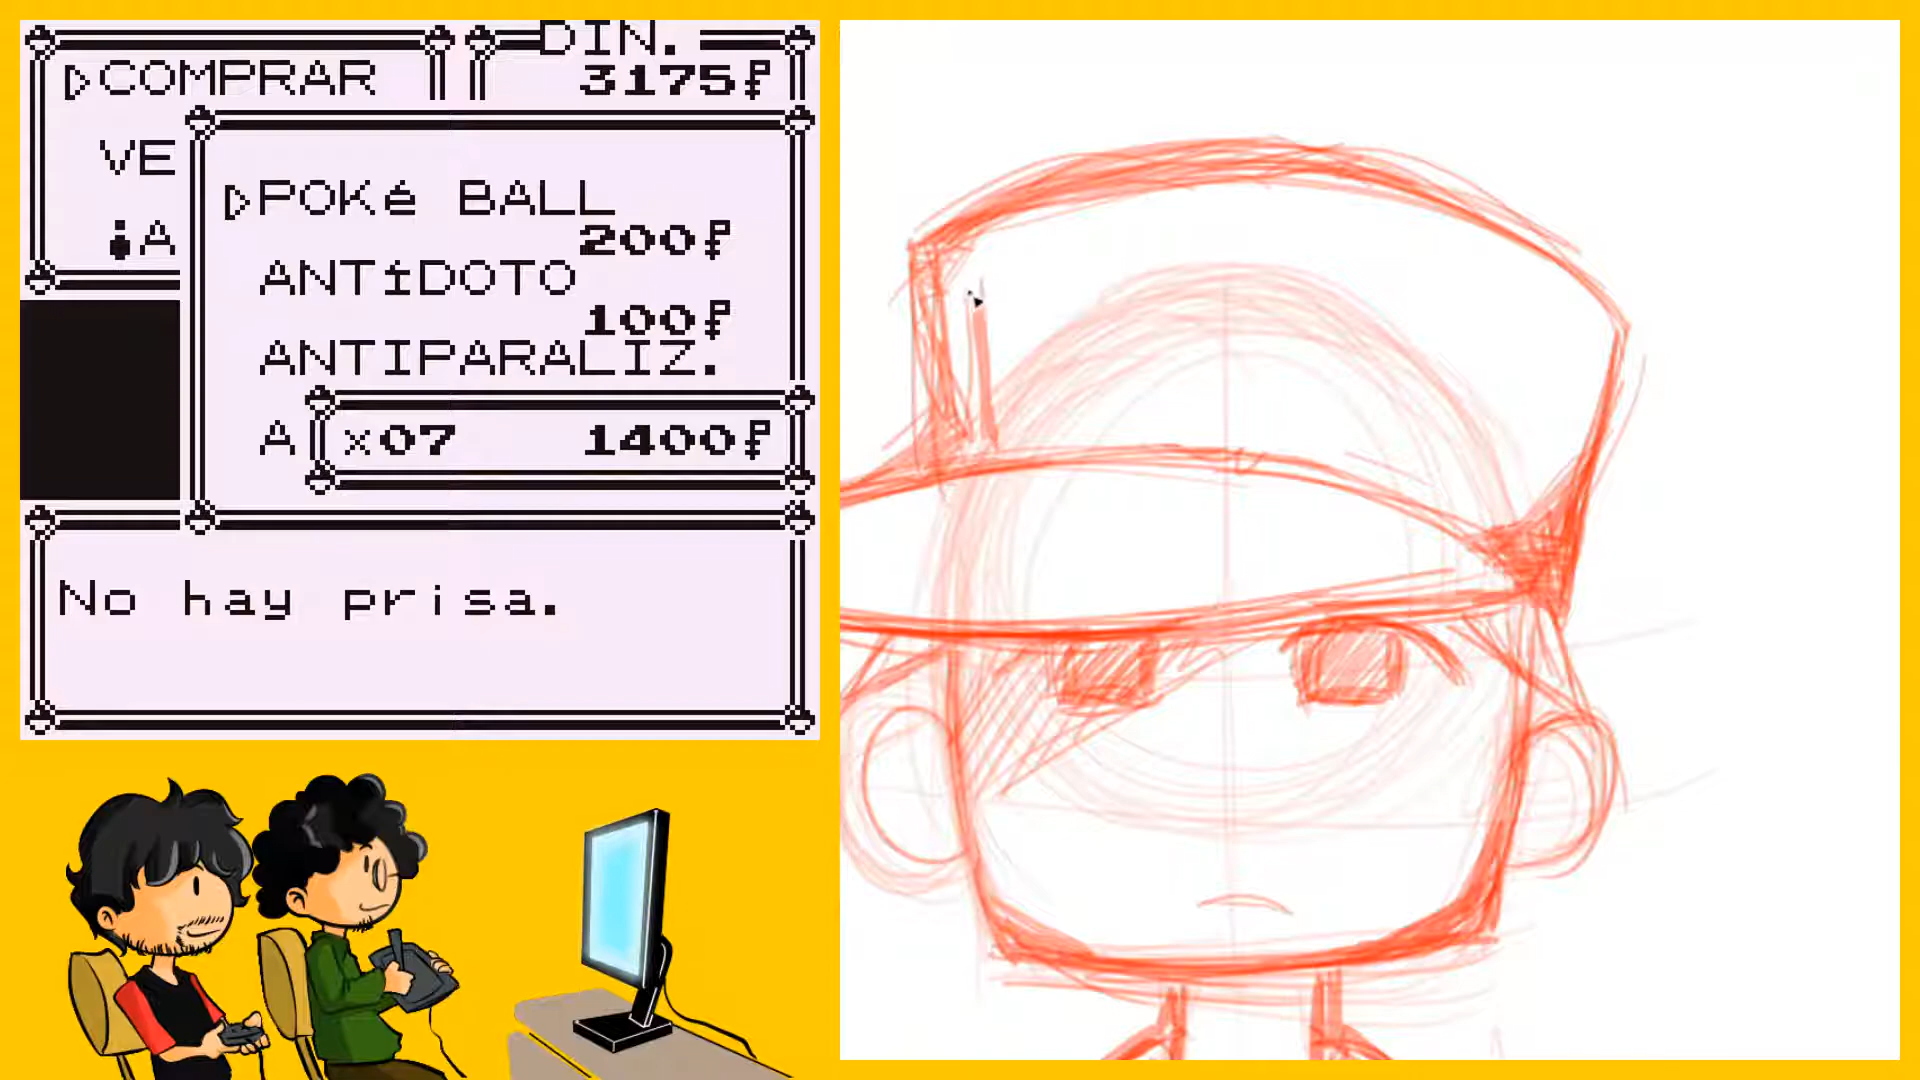 COMPRAR
DIN.
3175₽
VE
¡A
POKé BALL
200₽
ANTíDOTO
100₽
ANTIPARALIZ.
A
x07 1400₽
No hay prisa.